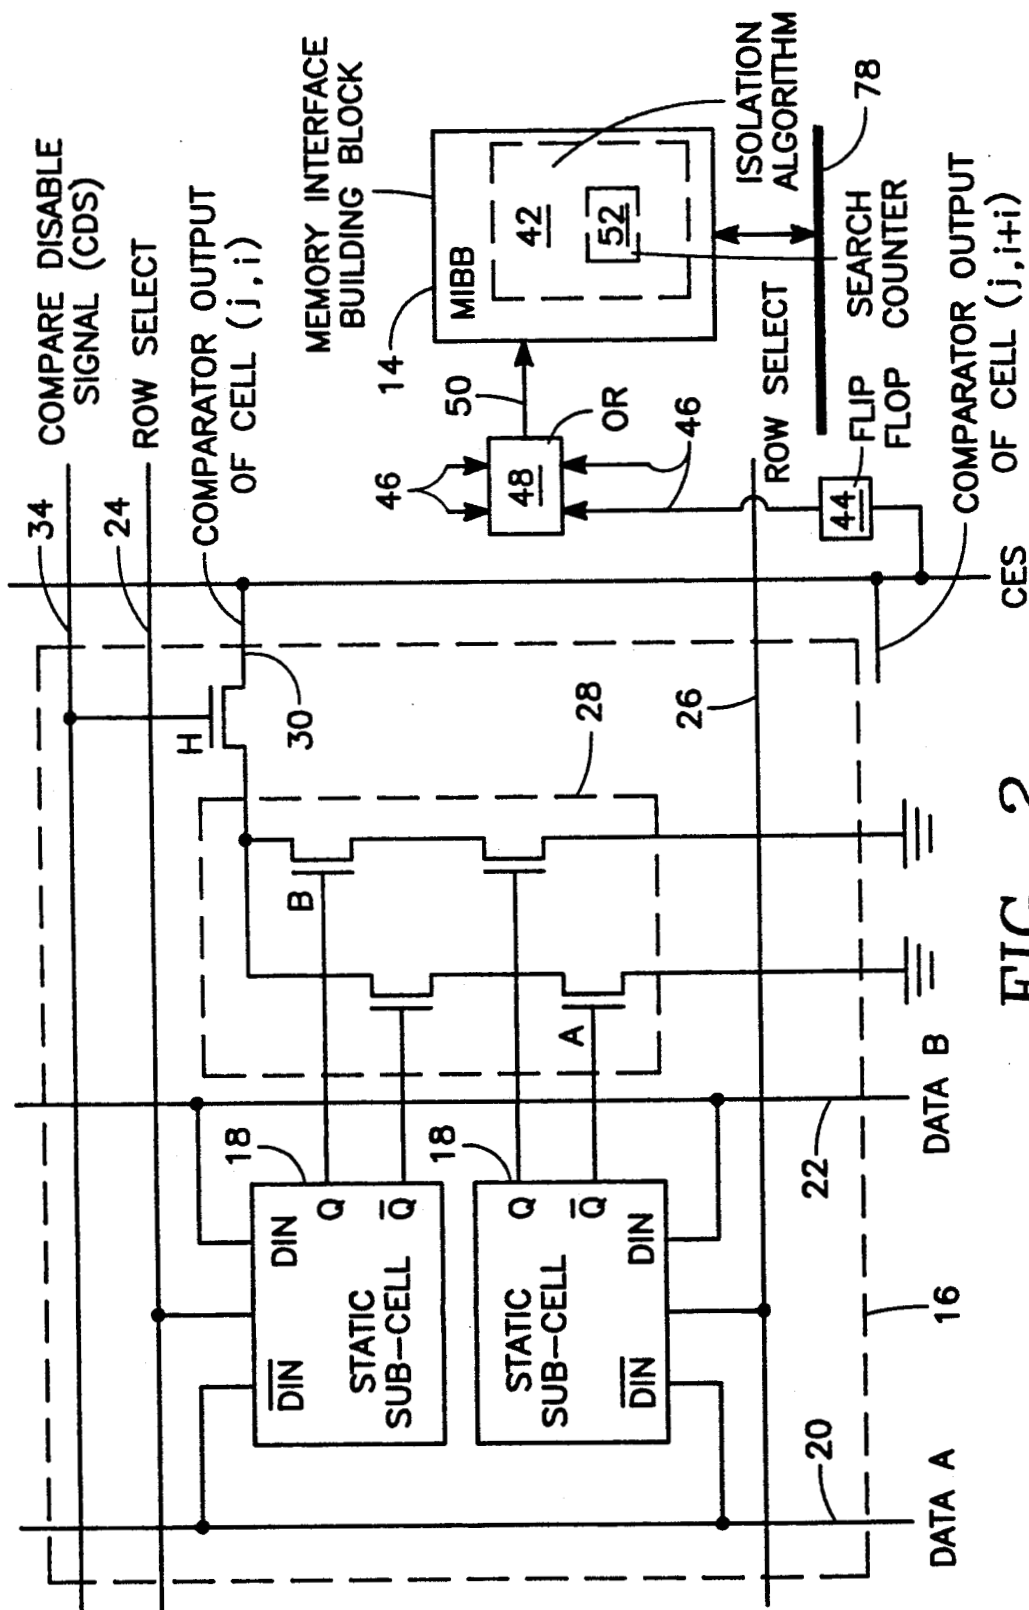 34
COMPARE DISABLE
SIGNAL (CDS)
24
ROW SELECT
COMPARATOR OUTPUT
OF CELL (j,i)
MEMORY INTERFACE
BUILDING BLOCK
14
MIBB
42
52
ISOLATION
ALGORITHM
78
SEARCH
COUNTER
50
OR
46
48
46
ROW SELECT
44
FLIP
FLOP
COMPARATOR OUTPUT
OF CELL (j,i+i)
CES
H
30
28
26
B
A
18
DIN
DIN
Q
Q
STATIC
SUB-CELL
18
Q
Q
STATIC
SUB-CELL
DIN
DIN
DATA A
20
DATA B
22
16
FIG. 2